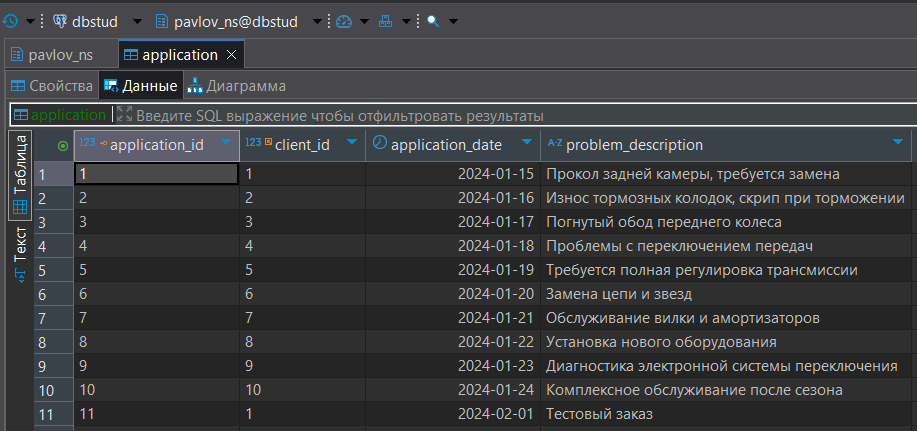 dbstud pavlov_ns@dbstud
pavlov_ns application
Свойства Данные Диаграмма
application Введите SQL выражение чтобы отфильтровать результаты
Таблица
Текст
123 application_id 123 client_id application_date A-Z problem_description
1 1 1 2024-01-15 Прокол задней камеры, требуется замена
2 2 2 2024-01-16 Износ тормозных колодок, скрип при торможении
3 3 3 2024-01-17 Погнутый обод переднего колеса
4 4 4 2024-01-18 Проблемы с переключением передач
5 5 5 2024-01-19 Требуется полная регулировка трансмиссии
6 6 6 2024-01-20 Замена цепи и звезд
7 7 7 2024-01-21 Обслуживание вилки и амортизаторов
8 8 8 2024-01-22 Установка нового оборудования
9 9 9 2024-01-23 Диагностика электронной системы переключения
10 10 10 2024-01-24 Комплексное обслуживание после сезона
11 11 1 2024-02-01 Тестовый заказ